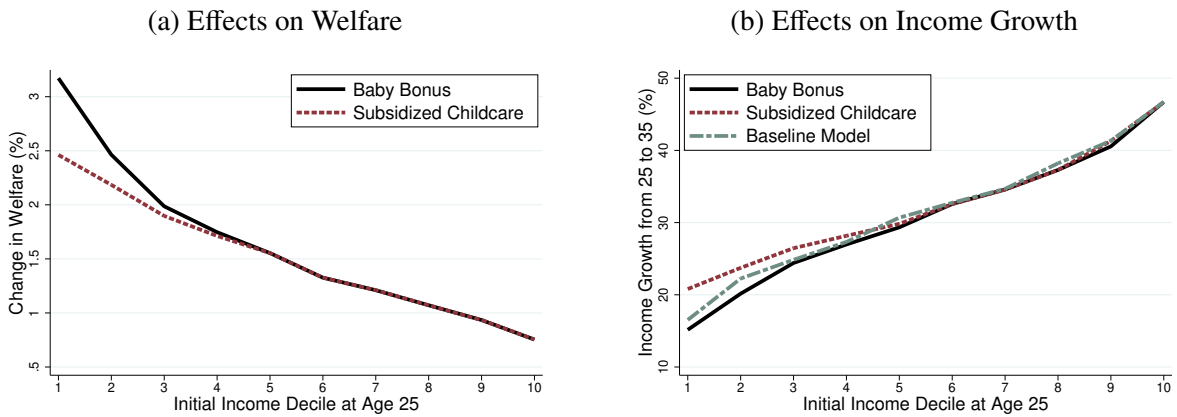 (a) Effects on Welfare
Change in Welfare (%)
3
2.5
2
1.5
1
.5
Baby Bonus
Subsidized Childcare
1 2 3 4 5 6 7 8 9 10
Initial Income Decile at Age 25
(b) Effects on Income Growth
Income Growth from 25 to 35 (%)
50
40
30
20
10
Baby Bonus
Subsidized Childcare
Baseline Model
1 2 3 4 5 6 7 8 9 10
Initial Income Decile at Age 25